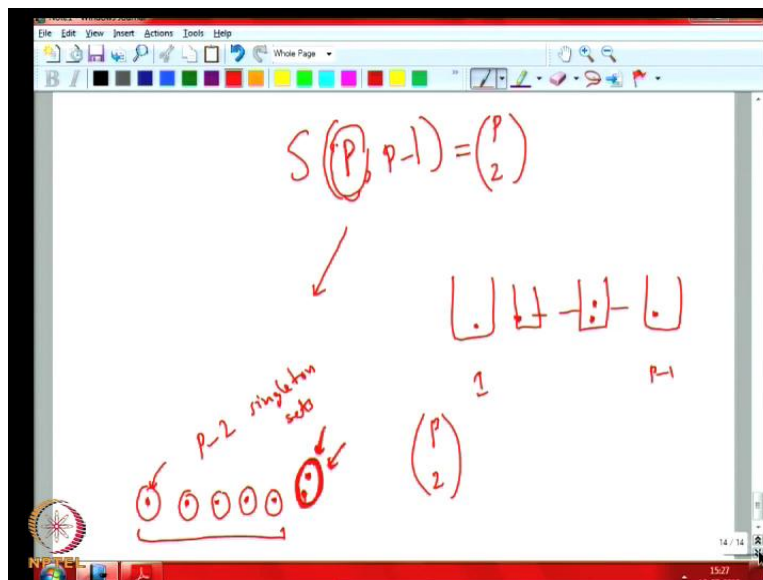 File Edit View Insert Actions Tools Help
Whole Page
B I
S(P, P-1) = (P 2)
1 P-1
P-2 singleton
sets
(P 2)
NPTEL
14 / 14
15:27